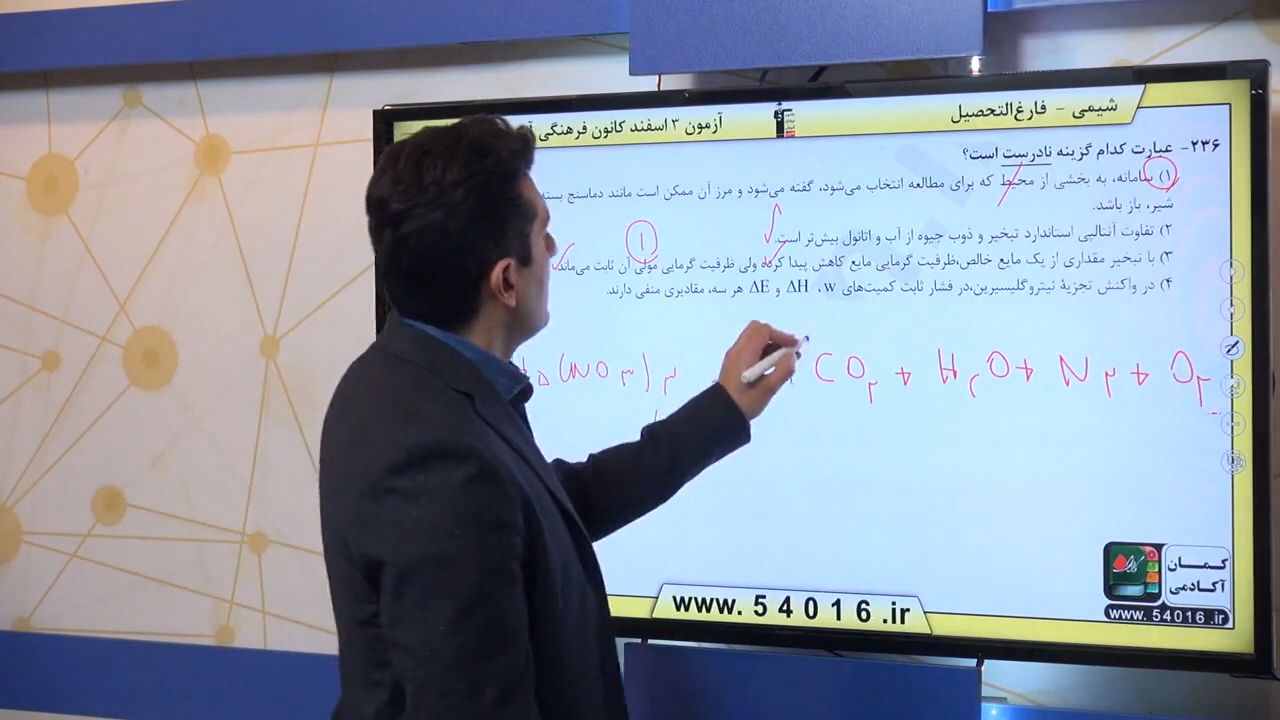 شیمی - فارغ‌التحصیل
آزمون ۳ اسفند کانون فرهنگی
۲۳۶- عبارت کدام گزینه نادرست است؟
۱) سامانه، به بخشی از محیط که برای مطالعه انتخاب می‌شود، گفته می‌شود و مرز آن ممکن است مانند دماسنج بسته
شیر، باز باشد.
۲) تفاوت آنتالپی استاندارد تبخیر و ذوب جیوه از آب و اتانول بیش‌تر است.
۱
۳) با تبخیر مقداری از یک مایع خالص،ظرفیت گرمایی مایع کاهش پیدا کرده ولی ظرفیت گرمایی مولی آن ثابت می‌ماند.
۴) در واکنش تجزیهٔ نیتروگلیسیرین،در فشار ثابت کمیت‌های w، ΔH و ΔE هر سه، مقادیری منفی دارند.
(NO۳)۳ CO۲ + H۲O + N۲ + O۲
کمان
آکادمی
www. 54016 .ir
www. 54016 .ir